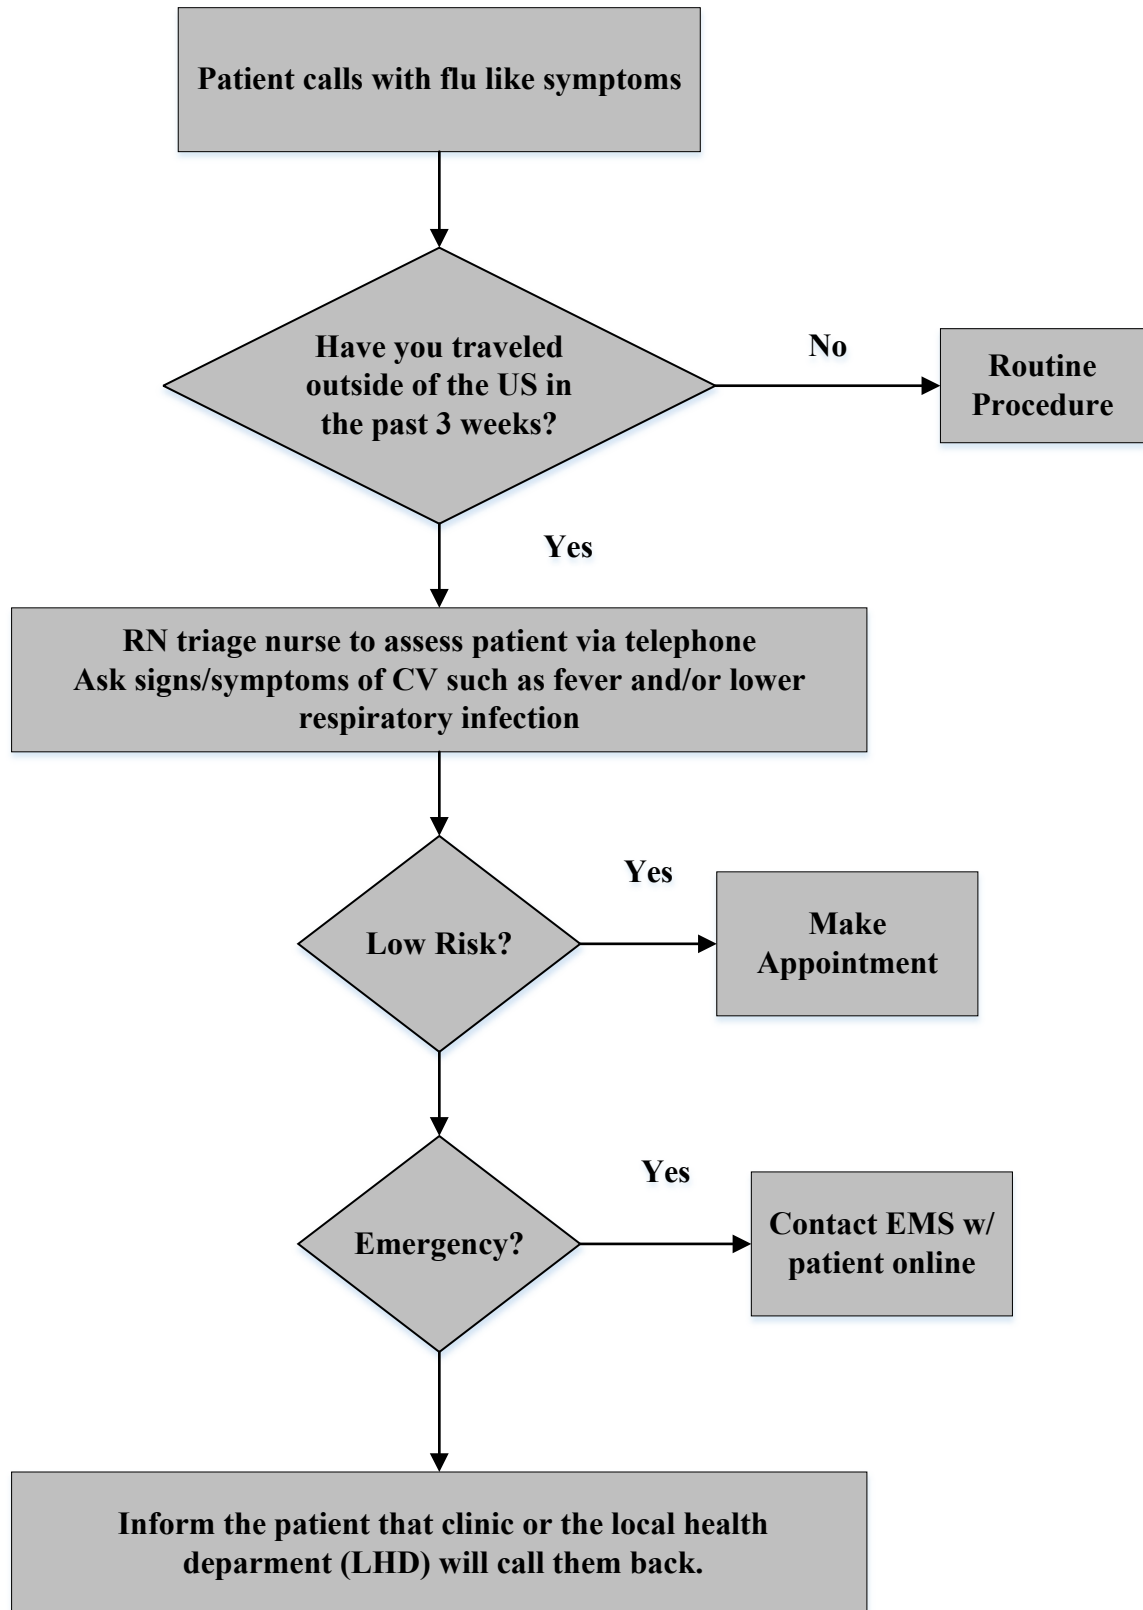 Patient calls with flu like symptoms
Have you traveled
outside of the US in
the past 3 weeks?
No
Routine
Procedure
Yes
RN triage nurse to assess patient via telephone
Ask signs/symptoms of CV such as fever and/or lower
respiratory infection
Low Risk?
Yes
Make
Appointment
Emergency?
Yes
Contact EMS w/
patient online
Inform the patient that clinic or the local health
deparment (LHD) will call them back.